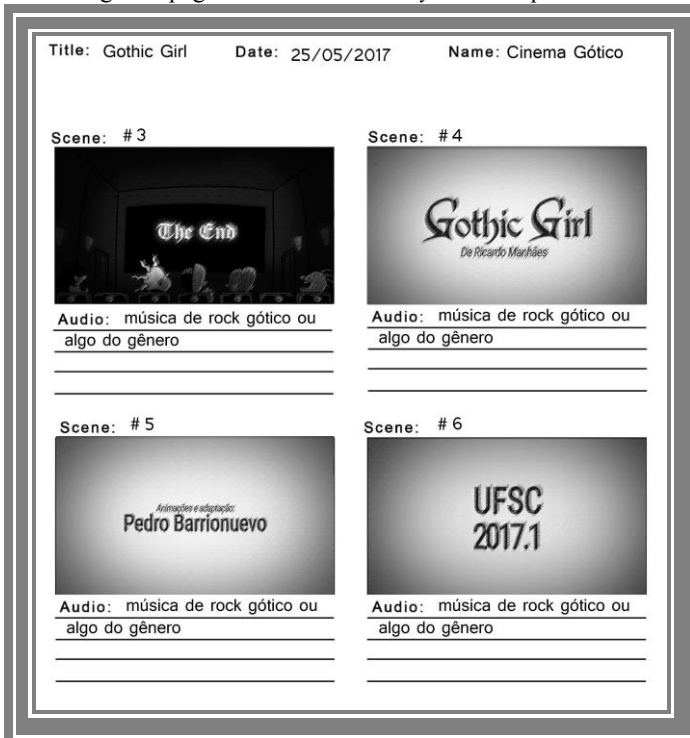 Title: Gothic Girl Date: 25/05/2017 Name: Cinema Gótico
Scene: #3
The End
Audio: música de rock gótico ou
algo do gênero
Scene: #4
Gothic Girl
De Ricardo Manhães
Audio: música de rock gótico ou
algo do gênero
Scene: #5
Animações e adaptação:
Pedro Barrionuevo
Audio: música de rock gótico ou
algo do gênero
Scene: #6
UFSC
2017.1
Audio: música de rock gótico ou
algo do gênero